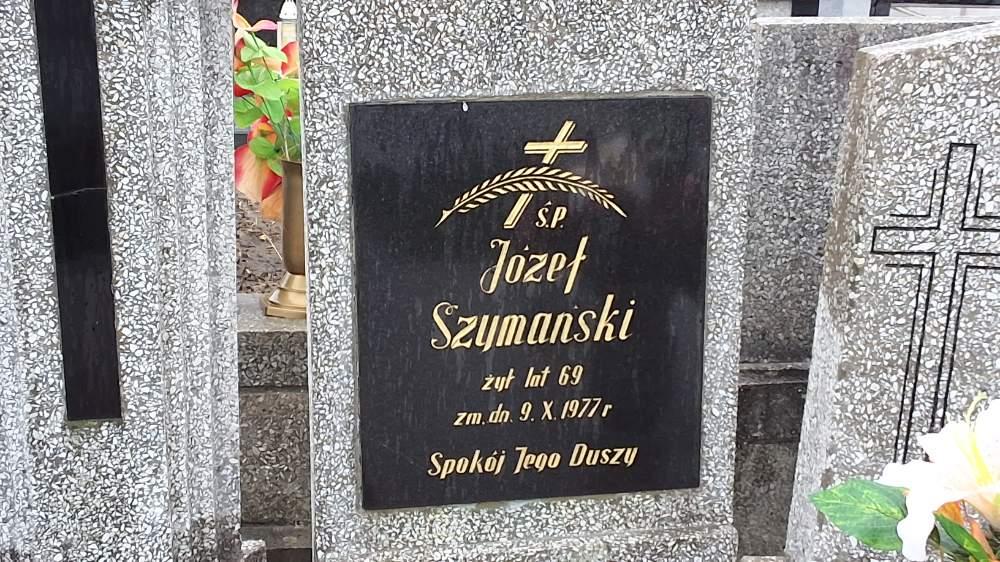 Ś.P.
Józef
Szymański
żył lat 69
zm. dn. 9. X. 1977 r
Spokój Jego Duszy